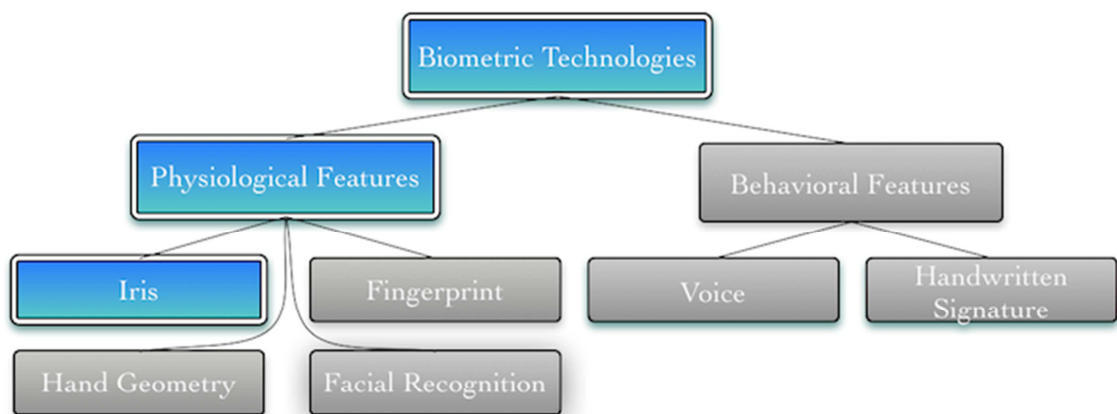 Biometric Technologies
Physiological Features
Behavioral Features
Iris
Fingerprint
Voice
Handwritten
Signature
Hand Geometry
Facial Recognition